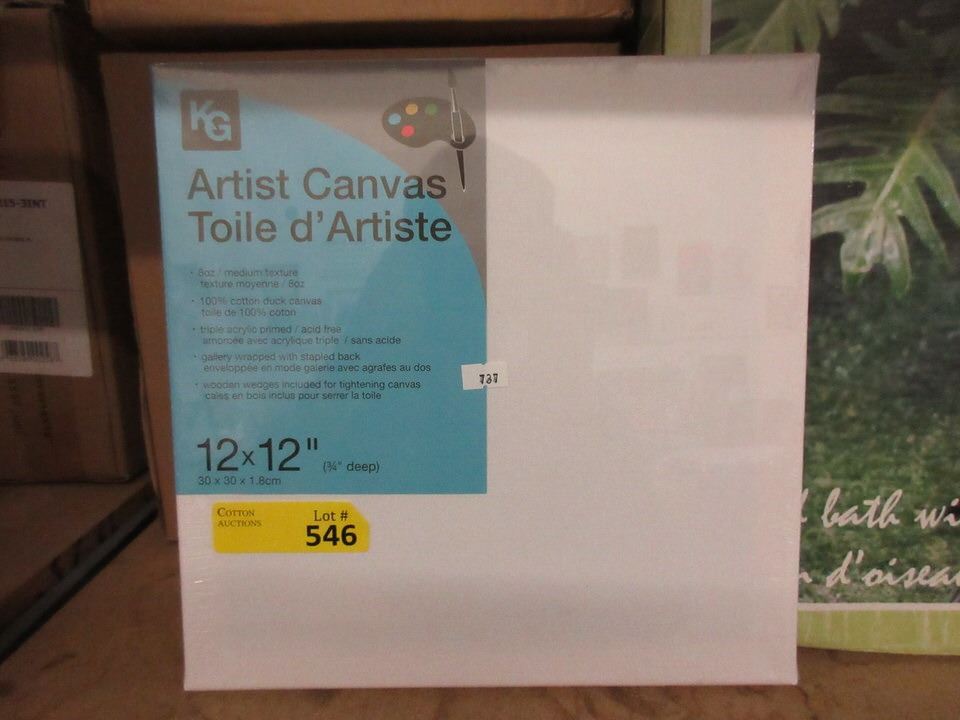 KG
Artist Canvas
Toile d'Artiste
· 8oz / medium texture
texture moyenne / 8oz
· 100% cotton duck canvas
toile de 100% coton
· triple acrylic primed / acid free
amorcée avec acrylique triple / sans acide
· gallery wrapped with stapled back
enveloppée en mode galerie avec agrafes au dos
· wooden wedges included for tightening canvas
cales en bois inclus pour serrer la toile
737
12x12" (¾" deep)
30 x 30 x 1.8cm
COTTON
AUCTIONS
Lot #
546
bath wi
d'oisea